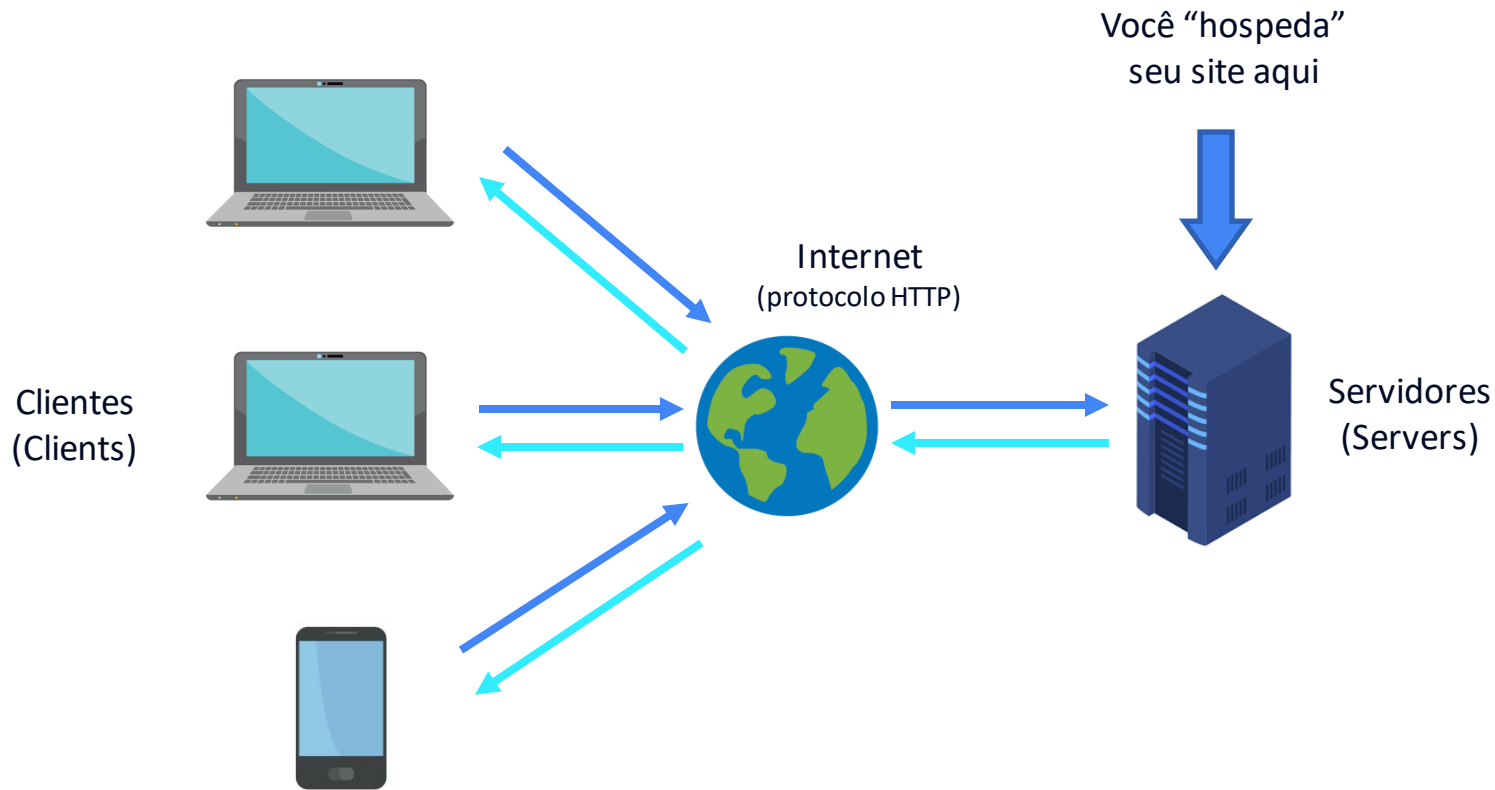 Você “hospeda”
seu site aqui
Internet
(protocolo HTTP)
Clientes
(Clients)
Servidores
(Servers)